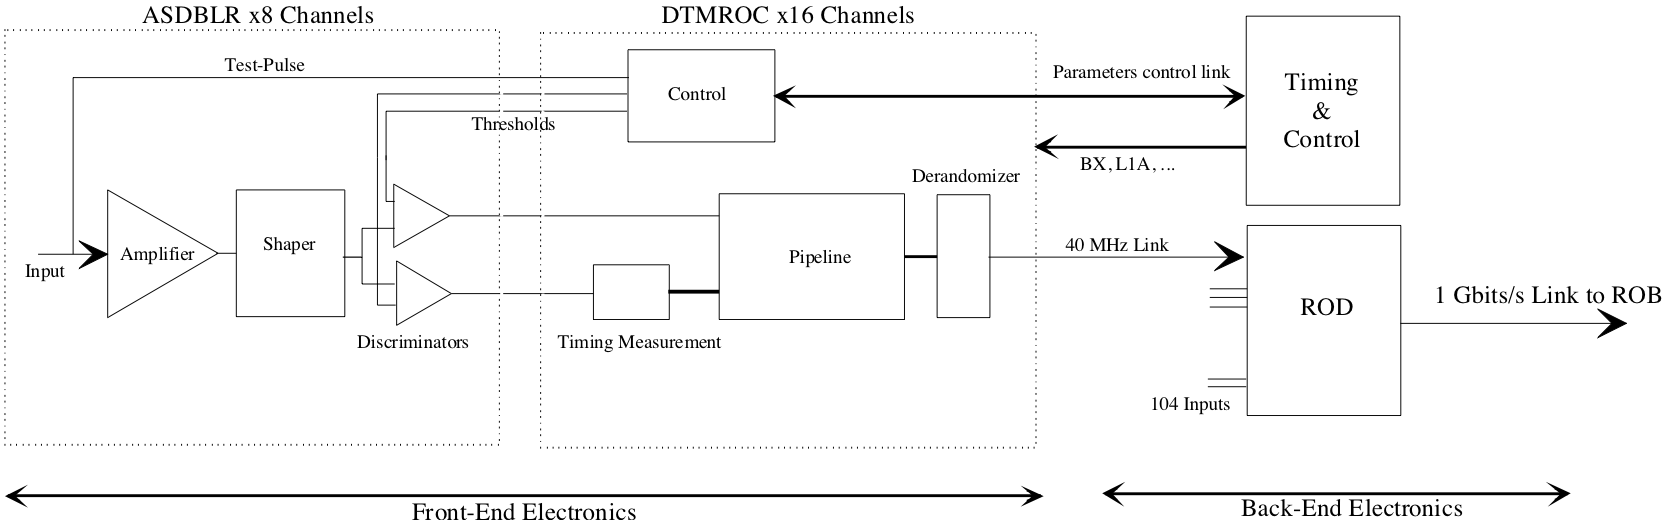 ASDBLR x8 Channels
DTMROC x16 Channels
Test-Pulse
Control
Parameters control link
Timing
&
Control
Thresholds
BX, L1A, ...
Derandomizer
Amplifier
Shaper
Pipeline
40 MHz Link
Input
1 Gbits/s Link to ROB
ROD
Discriminators
Timing Measurement
104 Inputs
Front-End Electronics
Back-End Electronics